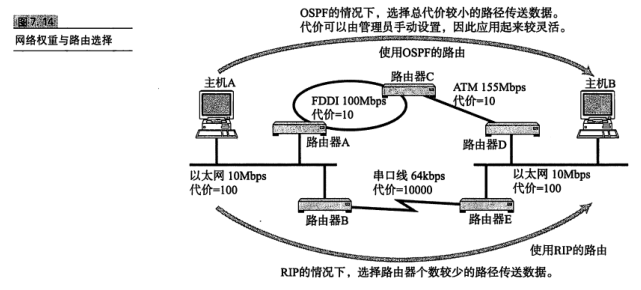 图7.14
网络权重与路由选择
OSPF的情况下，选择总代价较小的路径传送数据。
代价可以由管理员手动设置，因此应用起来较灵活。
使用OSPF的路由
主机A
路由器C
主机B
FDDI 100Mbps
代价=10
ATM 155Mbps
代价=10
路由器A
路由器D
以太网 10Mbps
代价=100
串口线 64kbps
代价=10000
以太网 10Mbps
代价=100
路由器B
路由器E
使用RIP的路由
RIP的情况下，选择路由器个数较少的路径传送数据。